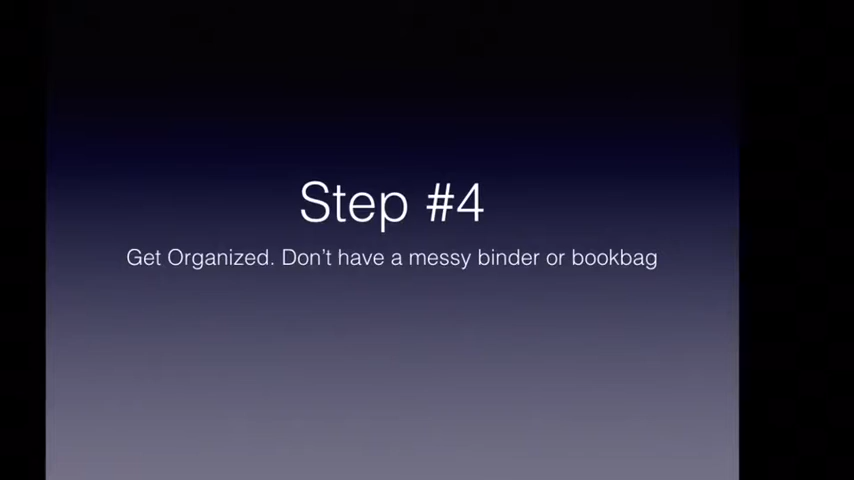 Step #4
Get Organized. Don't have a messy binder or bookbag